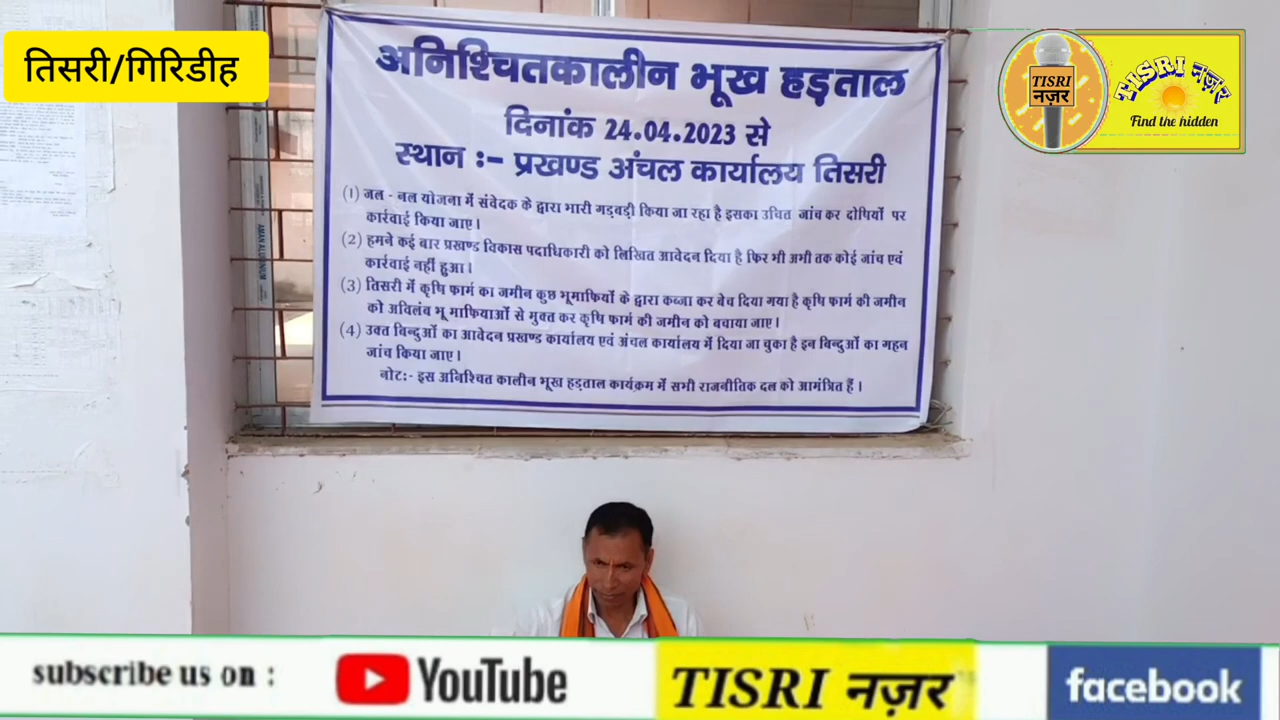 तिसरी/गिरिडीह
TISRI
नज़र
TISRI नज़र
Find the hidden
अनिश्चितकालीन भूख हड़ताल
दिनांक 24.04.2023 से
स्थान :- प्रखण्ड अंचल कार्यालय तिसरी
(1) जल - नल योजना में संवेदक के द्वारा भारी गड़वड़ी किया जा रहा है इसका उचित जांच कर दोषियों पर
कार्रवाई किया जाए।
(2) हमने कई बार प्रखण्ड विकास पदाधिकारी को लिखित आवेदन दिया है फिर भी अभी तक कोई जांच एवं
कार्रवाई नहीं हुआ।
(3) तिसरी में कृषि फार्म का जमीन कुछ भूमाफियों के द्वारा कब्जा कर बेच दिया गया है कृषि फार्म की जमीन
को अविलंब भू माफियाओं से मुक्त कर कृषि फार्म की जमीन को बचाया जाए।
(4) उक्त बिन्दुओं का आवेदन प्रखण्ड कार्यालय एवं अंचल कार्यालय में दिया जा चुका है इन बिन्दुओं का गहन
जांच किया जाए।
नोट:- इस अनिश्चित कालीन भूख हड़ताल कार्यक्रम में सभी राजनीतिक दल को आमंत्रित हैं।
AMAN ALUMINIUM
subscribe us on :
YouTube
TISRI नज़र
facebook